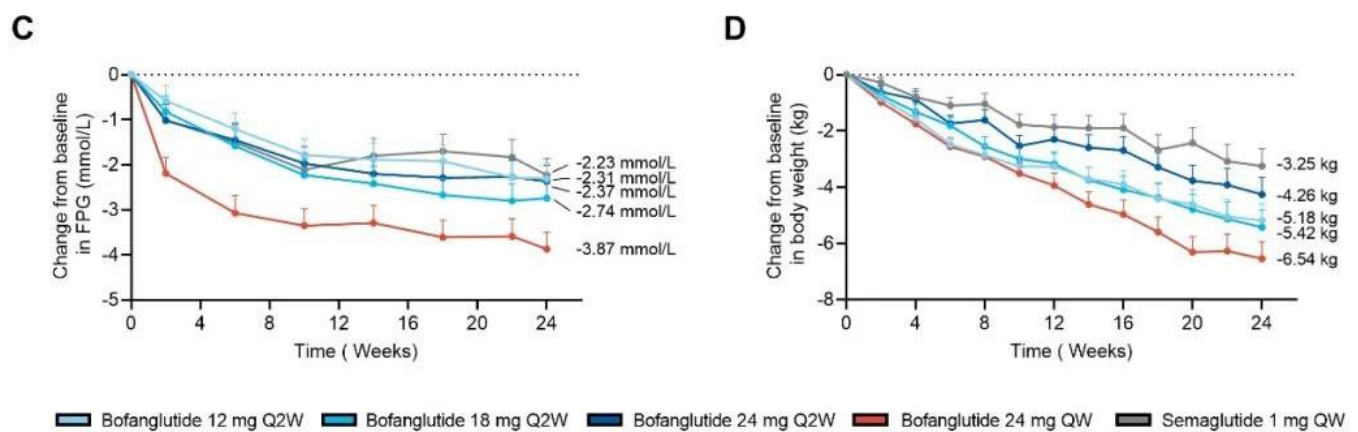 C
Change from baseline
in FPG (mmol/L)
0
-1
-2
-3
-4
-5
-2.23 mmol/L
-2.31 mmol/L
-2.37 mmol/L
-2.74 mmol/L
-3.87 mmol/L
0 4 8 12 16 20 24
Time ( Weeks)
D
Change from baseline
in body weight (kg)
0
-2
-4
-6
-8
-3.25 kg
-4.26 kg
-5.18 kg
-5.42 kg
-6.54 kg
0 4 8 12 16 20 24
Time ( Weeks)
Bofanglutide 12 mg Q2W Bofanglutide 18 mg Q2W Bofanglutide 24 mg Q2W Bofanglutide 24 mg QW Semaglutide 1 mg QW